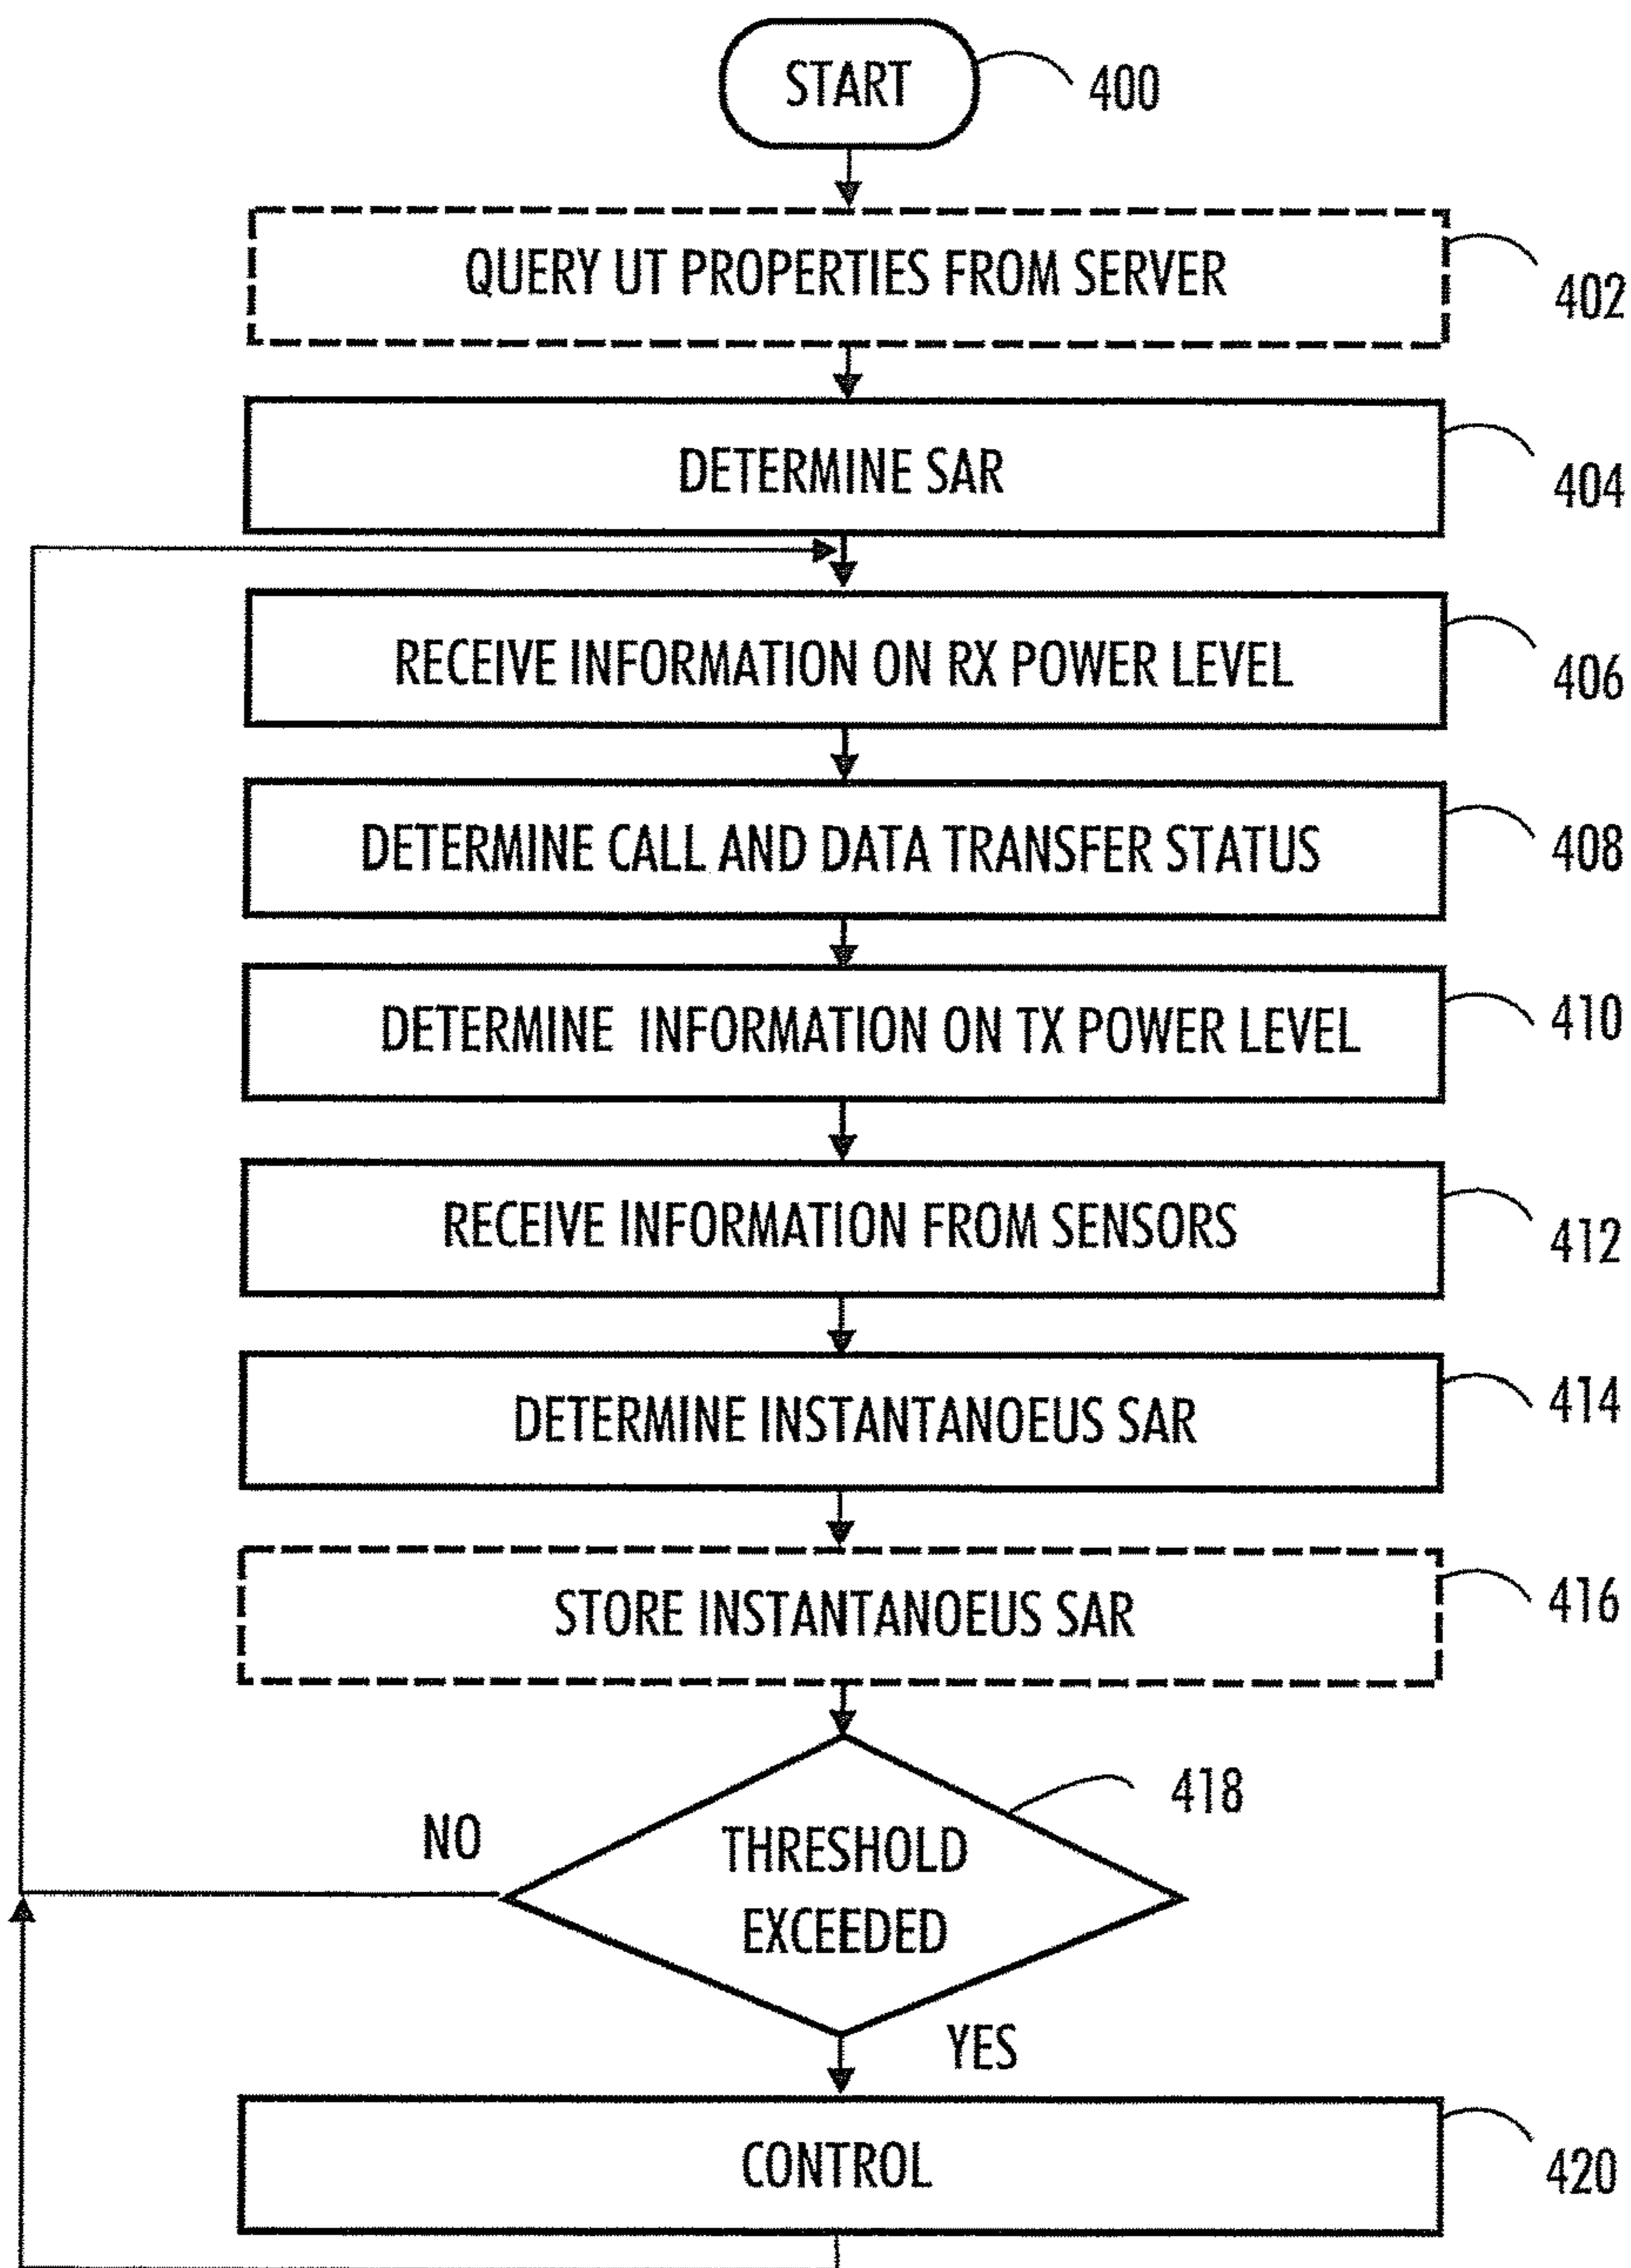 START
400
QUERY UT PROPERTIES FROM SERVER
402
DETERMINE SAR
404
RECEIVE INFORMATION ON RX POWER LEVEL
406
DETERMINE CALL AND DATA TRANSFER STATUS
408
DETERMINE INFORMATION ON TX POWER LEVEL
410
RECEIVE INFORMATION FROM SENSORS
412
DETERMINE INSTANTANOEUS SAR
414
STORE INSTANTANOEUS SAR
416
418
NO
THRESHOLD
EXCEEDED
YES
CONTROL
420